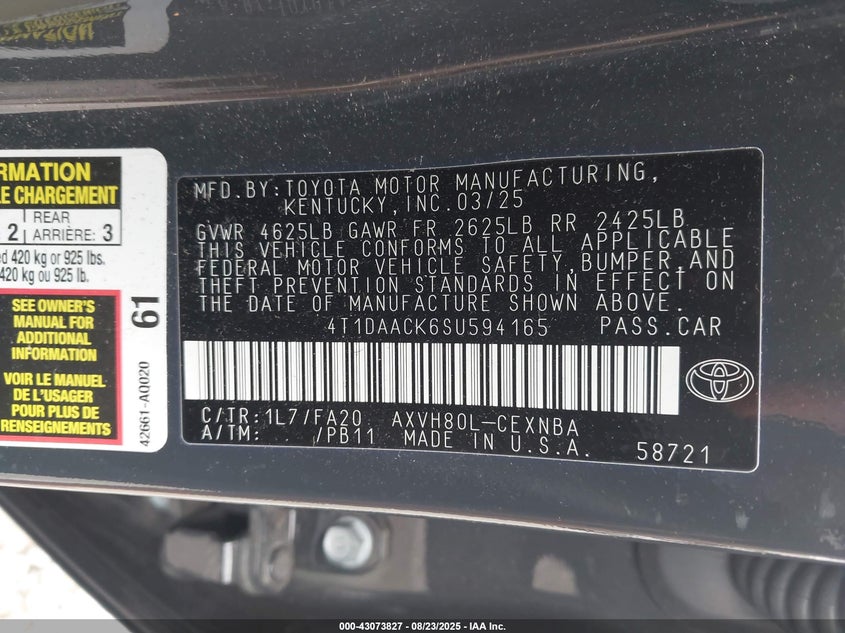 RMATION
LE CHARGEMENT
2 | REAR
ARRIÈRE: 3
ed 420 kg or 925 lbs.
420 kg ou 925 lb.
SEE OWNER'S
MANUAL FOR
ADDITIONAL
INFORMATION
VOIR LE MANUEL
DE L'USAGER
POUR PLUS DE
RENSEIGNEMENTS
61
42661-AQ020
MFD.BY:TOYOTA MOTOR MANUFACTURING,
KENTUCKY,INC.03/25
GVWR 4625LB GAWR FR 2625LB RR 2425LB
THIS VEHICLE CONFORMS TO ALL APPLICABLE
FEDERAL MOTOR VEHICLE SAFETY,BUMPER,AND
THEFT PREVENTION STANDARDS IN EFFECT ON
THE DATE OF MANUFACTURE SHOWN ABOVE.
4T1DAACK6SU594165 PASS.CAR
C/TR:1L7/FA20 AXVH80L-CEXNBA
A/TM: /PB11 MADE IN U.S.A. 58721
000-43073827 - 08/23/2025 - IAA Inc.